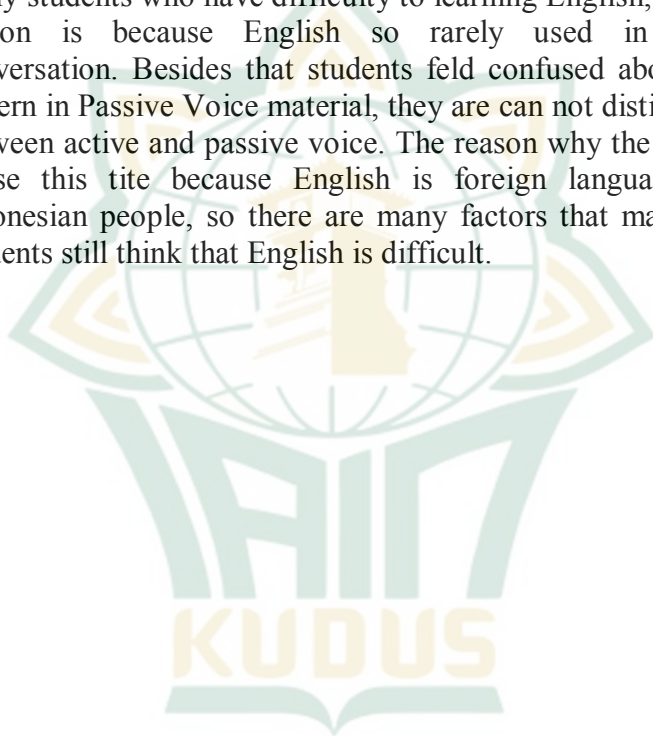 who have difficulty to learning English,
is because English so rarely used in
Besides that students feld confused
in Passive Voice material, they are can not
between active and passive voice. The reason why the
this tite because English is foreign
people, so there are many factors that
still think that English is difficult.
IAIN
KUDUS